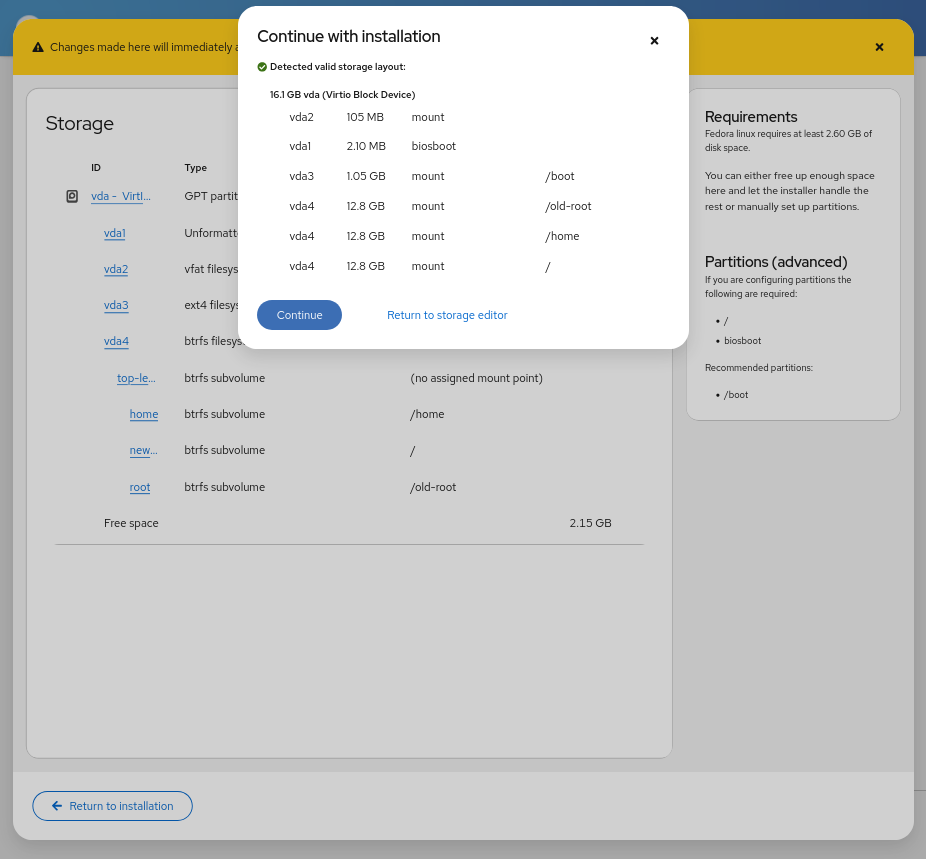 Changes made here will immediately a
Continue with installation
Detected valid storage layout:
16.1 GB vda (Virtio Block Device)
vda2 105 MB mount
vda1 2.10 MB biosboot
vda3 1.05 GB mount /boot
vda4 12.8 GB mount /old-root
vda4 12.8 GB mount /home
vda4 12.8 GB mount /
Continue Return to storage editor
Storage
ID Type
vda - Virti... GPT partit
vda1 Unformatt
vda2 vfat filesys
vda3 ext4 filesys
vda4 btrfs filesys
top-le... btrfs subvolume (no assigned mount point)
home btrfs subvolume /home
new... btrfs subvolume /
root btrfs subvolume /old-root
Free space 2.15 GB
Requirements
Fedora linux requires at least 2.60 GB of
disk space.
You can either free up enough space
here and let the installer handle the
rest or manually set up partitions.
Partitions (advanced)
If you are configuring partitions the
following are required:
• /
• biosboot
Recommended partitions:
• /boot
Return to installation